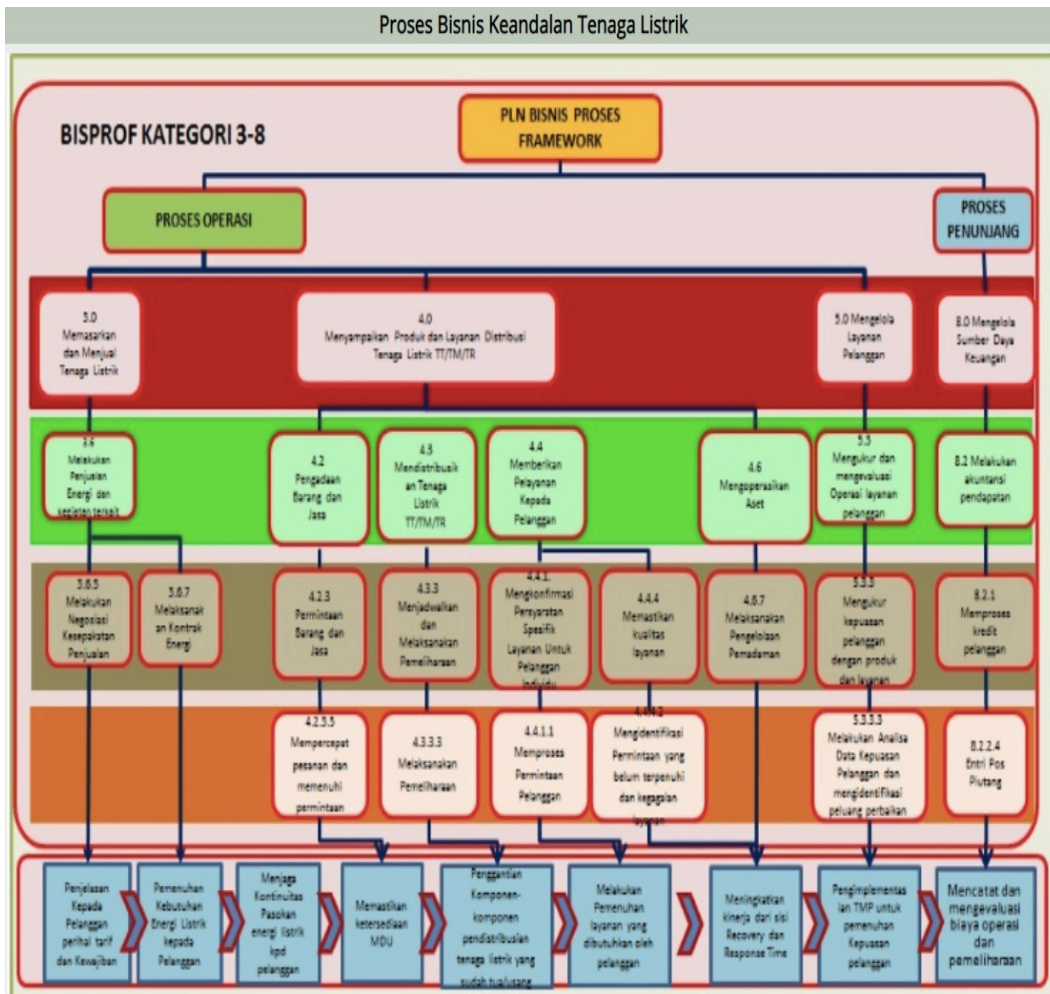 Proses Bisnis Keandalan Tenaga Listrik
BISPROF KATEGORI 3-8
PLN BISNIS PROSES
FRAMEWORK
PROSES OPERASI
PROSES
PENUNJANG
3.0
Memasarkan
dan Menjual
Tenaga Listrik
4.0
Menyampaikan Produk dan Layanan Distribusi
Tenaga Listrik TT/TM/TR
5.0 Mengelola
Layanan
Pelanggan
8.0 Mengelola
Sumber Daya
Keuangan
3.6
Melakukan
Penjualan
Energi dan
kegiatan terkait
4.2
Pengadaan
Barang dan
Jasa
4.3
Mendistribusik
an Tenaga
Listrik
TT/TM/TR
4.4
Memberikan
Pelayanan
Kepada
Pelanggan
4.6
Mengoperasikan
Aset
5.3
Mengukur dan
mengevaluasi
Operasi layanan
pelanggan
8.2 Melakukan
akuntansi
pendapatan
3.6.5
Melakukan
Negosiasi
Kesepakatan
Penjualan
3.6.7
Melaksanak
an Kontrak
Energi
4.2.3
Permintaan
Barang dan
Jasa
4.3.3
Menjadwalkan
dan
Melaksanakan
Pemeliharaan
4.4.1.
Mengkonfirmasi
Persyaratan
Spesifik
Layanan Untuk
Pelanggan
Individu
4.4.4
Memastikan
kualitas
layanan
4.6.7
Melaksanakan
Pengelolaan
Pemadaman
5.3.3
Mengukur
kepuasan
pelanggan
dengan produk
dan layanan
8.2.1
Memproses
kredit
pelanggan
4.2.3.5
Mempercepat
pesanan dan
memenuhi
permintaan
4.3.3.3
Melaksanakan
Pemeliharaan
4.4.1.1
Memproses
Permintaan
Pelanggan
4.4.4.2
Mengidentifikasi
Permintaan yang
belum terpenuhi
dan kegagalan
layanan
5.3.3.3
Melakukan Analisa
Data Kepuasan
Pelanggan dan
mengidentifikasi
peluang perbaikan
8.2.2.4
Entri Pos
Piutang
Penjelasan
Kepada
Pelanggan
perihal tarif
dan Kewajiban
Pemenuhan
Kebutuhan
Energi Listrik
kepada
Pelanggan
Menjaga
Kontinuitas
Pasokan
energi listrik
kpd
pelanggan
Memastikan
ketersediaan
MDU
Penggantian
Komponen-
komponen
pendistribusian
tenaga listrik yang
sudah tua/usang
Melakukan
Pemenuhan
layanan yang
dibutuhkan oleh
pelanggan
Meningkatkan
kinerja dari sisi
Recovery dan
Response Time
Pengimplementas
ian TMP untuk
pemenuhan
Kepuasan
pelanggan
Mencatat dan
mengevaluasi
biaya operasi
dan
pemeliharaan